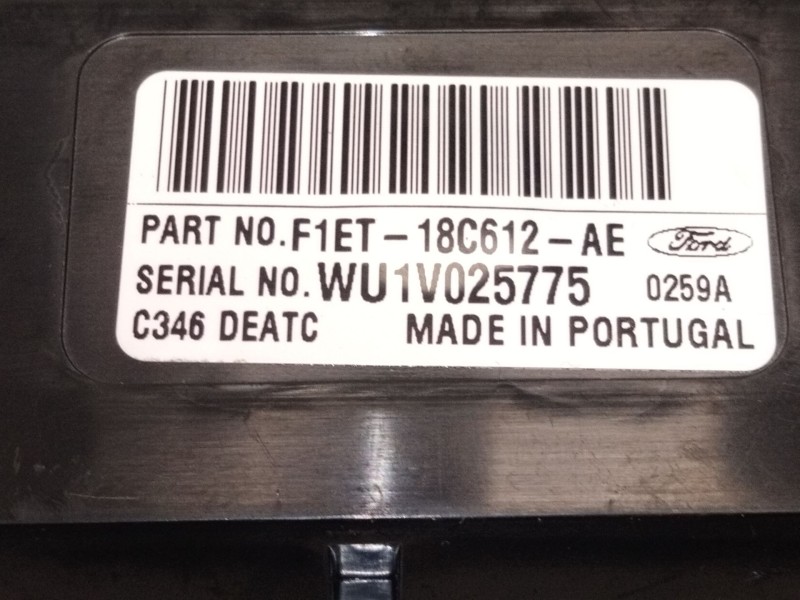 PART NO. F1ET-18C612-AE Ford
SERIAL NO. WU1V025775 0259A
C346 DEATC MADE IN PORTUGAL